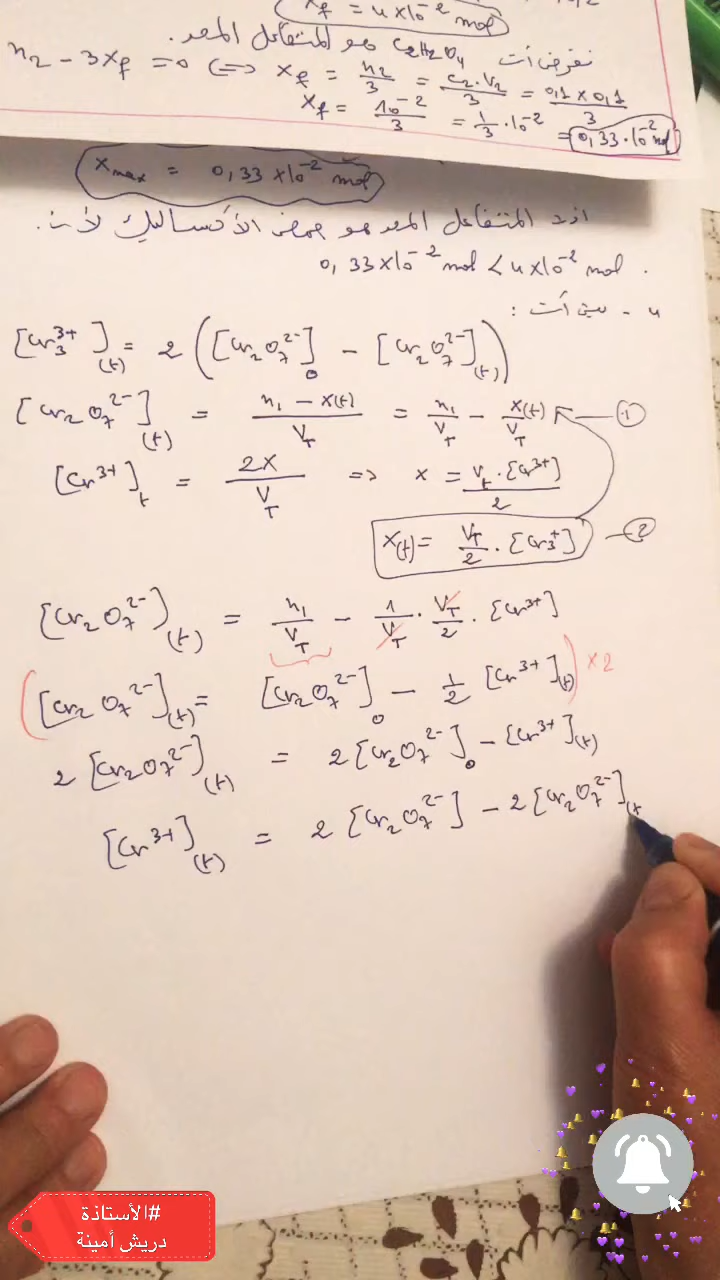 x_f = 4×10⁻² mol
نفرض أن C₂H₂O₄ هو المتفاعل المحد.
n₂ - 3x_f = 0 <=> x_f = n₂/3 = C₂·V₂/3 = 0,1×0,1/3
x_f = 10⁻²/3 = 1/3 · 10⁻² = 0,33·10⁻² mol
x_max = 0,33×10⁻² mol
اذن المتفاعل المحد هو حمض الأكساليك لأن.
0,33×10⁻² mol < 4×10⁻² mol.
4 - بين أن :
[Cr₃³⁺]_(t) = 2([Cr₂O₇²⁻]₀ - [Cr₂O₇²⁻]_(t))
[Cr₂O₇²⁻]_(t) = n₁ - x(t)/V_T = n₁/V_T - x(t)/V_T ①
[Cr³⁺]_t = 2x/V_T => x = V_t·[Cr³⁺]/2
x(t) = V_T/2 · [Cr₃⁺] ②
[Cr₂O₇²⁻]_(t) = n₁/V_T - 1/V_T · V_T/2 · [Cr³⁺]
([Cr₂O₇²⁻]_(t) = [Cr₂O₇²⁻]₀ - 1/2 [Cr³⁺]_(t)) ×2
2[Cr₂O₇²⁻]_(t) = 2[Cr₂O₇²⁻]₀ - [Cr³⁺]_(t)
[Cr³⁺]_(t) = 2[Cr₂O₇²⁻] - 2[Cr₂O₇²⁻]_(t
#الأستاذة
دريش أمينة